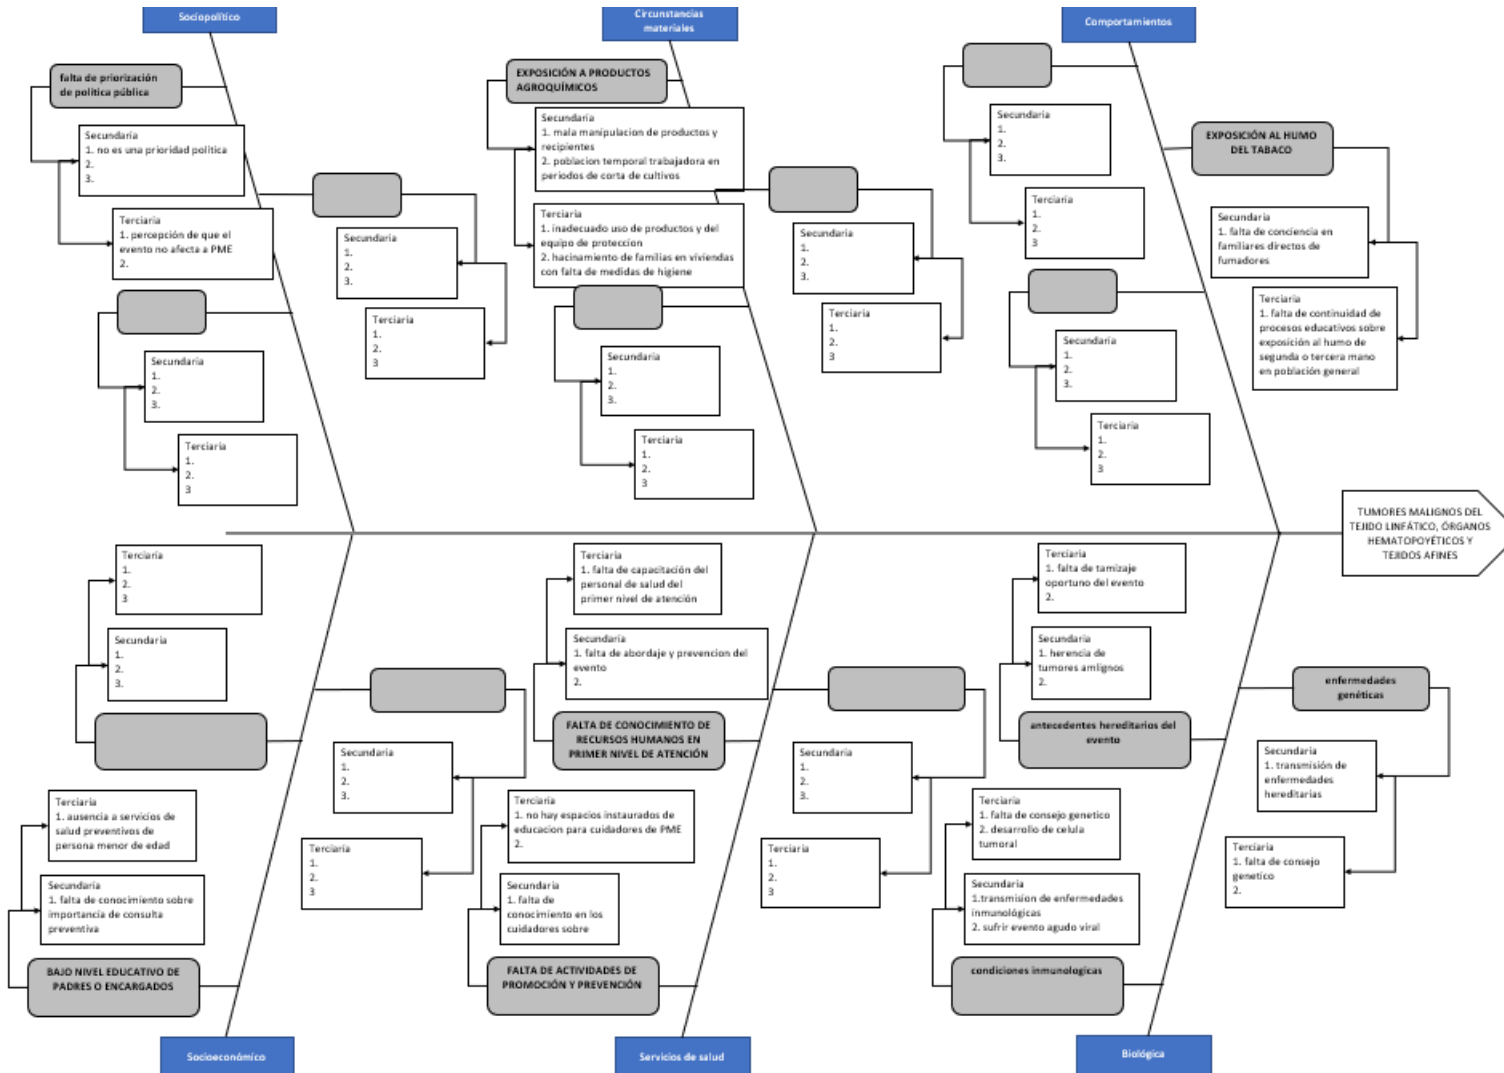 Sociopolítico
falta de priorización
de política pública
Secundaria
1. no es una prioridad política
2.
3.
Terciaria
1. percepción de que el
evento no afecta a PME
2.
Secundaria
1.
2.
3.
Terciaria
1.
2.
3
Secundaria
1.
2.
3.
Terciaria
1.
2.
3
Circunstancias
materiales
EXPOSICIÓN A PRODUCTOS
AGROQUÍMICOS
Secundaria
1. mala manipulacion de productos y
recipientes
2. poblacion temporal trabajadora en
periodos de corta de cultivos
Terciaria
1. inadecuado uso de productos y del
equipo de proteccion
2. hacinamiento de familias en viviendas
con falta de medidas de higiene
Secundaria
1.
2.
3.
Terciaria
1.
2.
3
Secundaria
1.
2.
3.
Terciaria
1.
2.
3
Comportamientos
Secundaria
1.
2.
3.
Terciaria
1.
2.
3
EXPOSICIÓN AL HUMO
DEL TABACO
Secundaria
1. falta de conciencia en
familiares directos de
fumadores
Terciaria
1. falta de continuidad de
procesos educativos sobre
exposición al humo de
segunda o tercera mano
en población general
Secundaria
1.
2.
3.
Terciaria
1.
2.
3
TUMORES MALIGNOS DEL
TEJIDO LINFÁTICO, ÓRGANOS
HEMATOPOYÉTICOS Y
TEJIDOS AFINES
Terciaria
1.
2.
3
Secundaria
1.
2.
3.
Secundaria
1.
2.
3.
Terciaria
1.
2.
3
Terciaria
1. ausencia a servicios de
salud preventivos de
persona menor de edad
Secundaria
1. falta de conocimiento sobre
importancia de consulta
preventiva
BAJO NIVEL EDUCATIVO DE
PADRES O ENCARGADOS
Socioeconómico
Terciaria
1. falta de capacitación del
personal de salud del
primer nivel de atención
Secundaria
1. falta de abordaje y prevencion del
evento
2.
FALTA DE CONOCIMIENTO DE
RECURSOS HUMANOS EN
PRIMER NIVEL DE ATENCIÓN
Secundaria
1.
2.
3.
Terciaria
1.
2.
3
Terciaria
1. no hay espacios instaurados de
educacion para cuidadores de PME
2.
Secundaria
1. falta de
conocimiento en los
cuidadores sobre
FALTA DE ACTIVIDADES DE
PROMOCIÓN Y PREVENCIÓN
Servicios de salud
Terciaria
1. falta de tamizaje
oportuno del evento
2.
Secundaria
1. herencia de
tumores amlignos
2.
antecedentes hereditarios del
evento
enfermedades
genéticas
Secundaria
1. transmisión de
enfermedades
hereditarias
Terciaria
1. falta de consejo
genetico
2.
Terciaria
1. falta de consejo genetico
2. desarrollo de celula
tumoral
Secundaria
1.transmision de enfermedades
inmunológicas
2. sufrir evento agudo viral
condiciones inmunologicas
Biológica